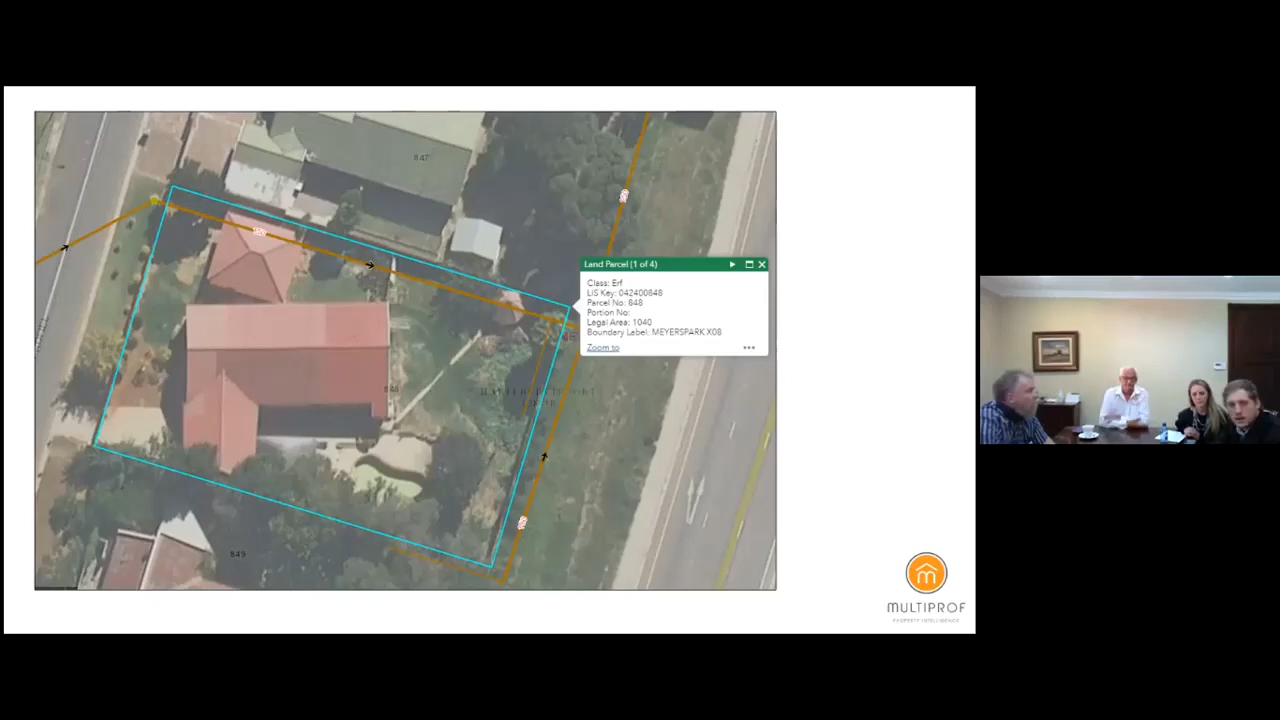 847
Land Parcel (1 of 4)
Class: Erf
LIS Key: 042400848
Parcel No: 848
Portion No:
Legal Area: 1040
Boundary Label: MEYERSPARK X08
Zoom to
848
849
MULTIPROF
PROPERTY INTELLIGENCE